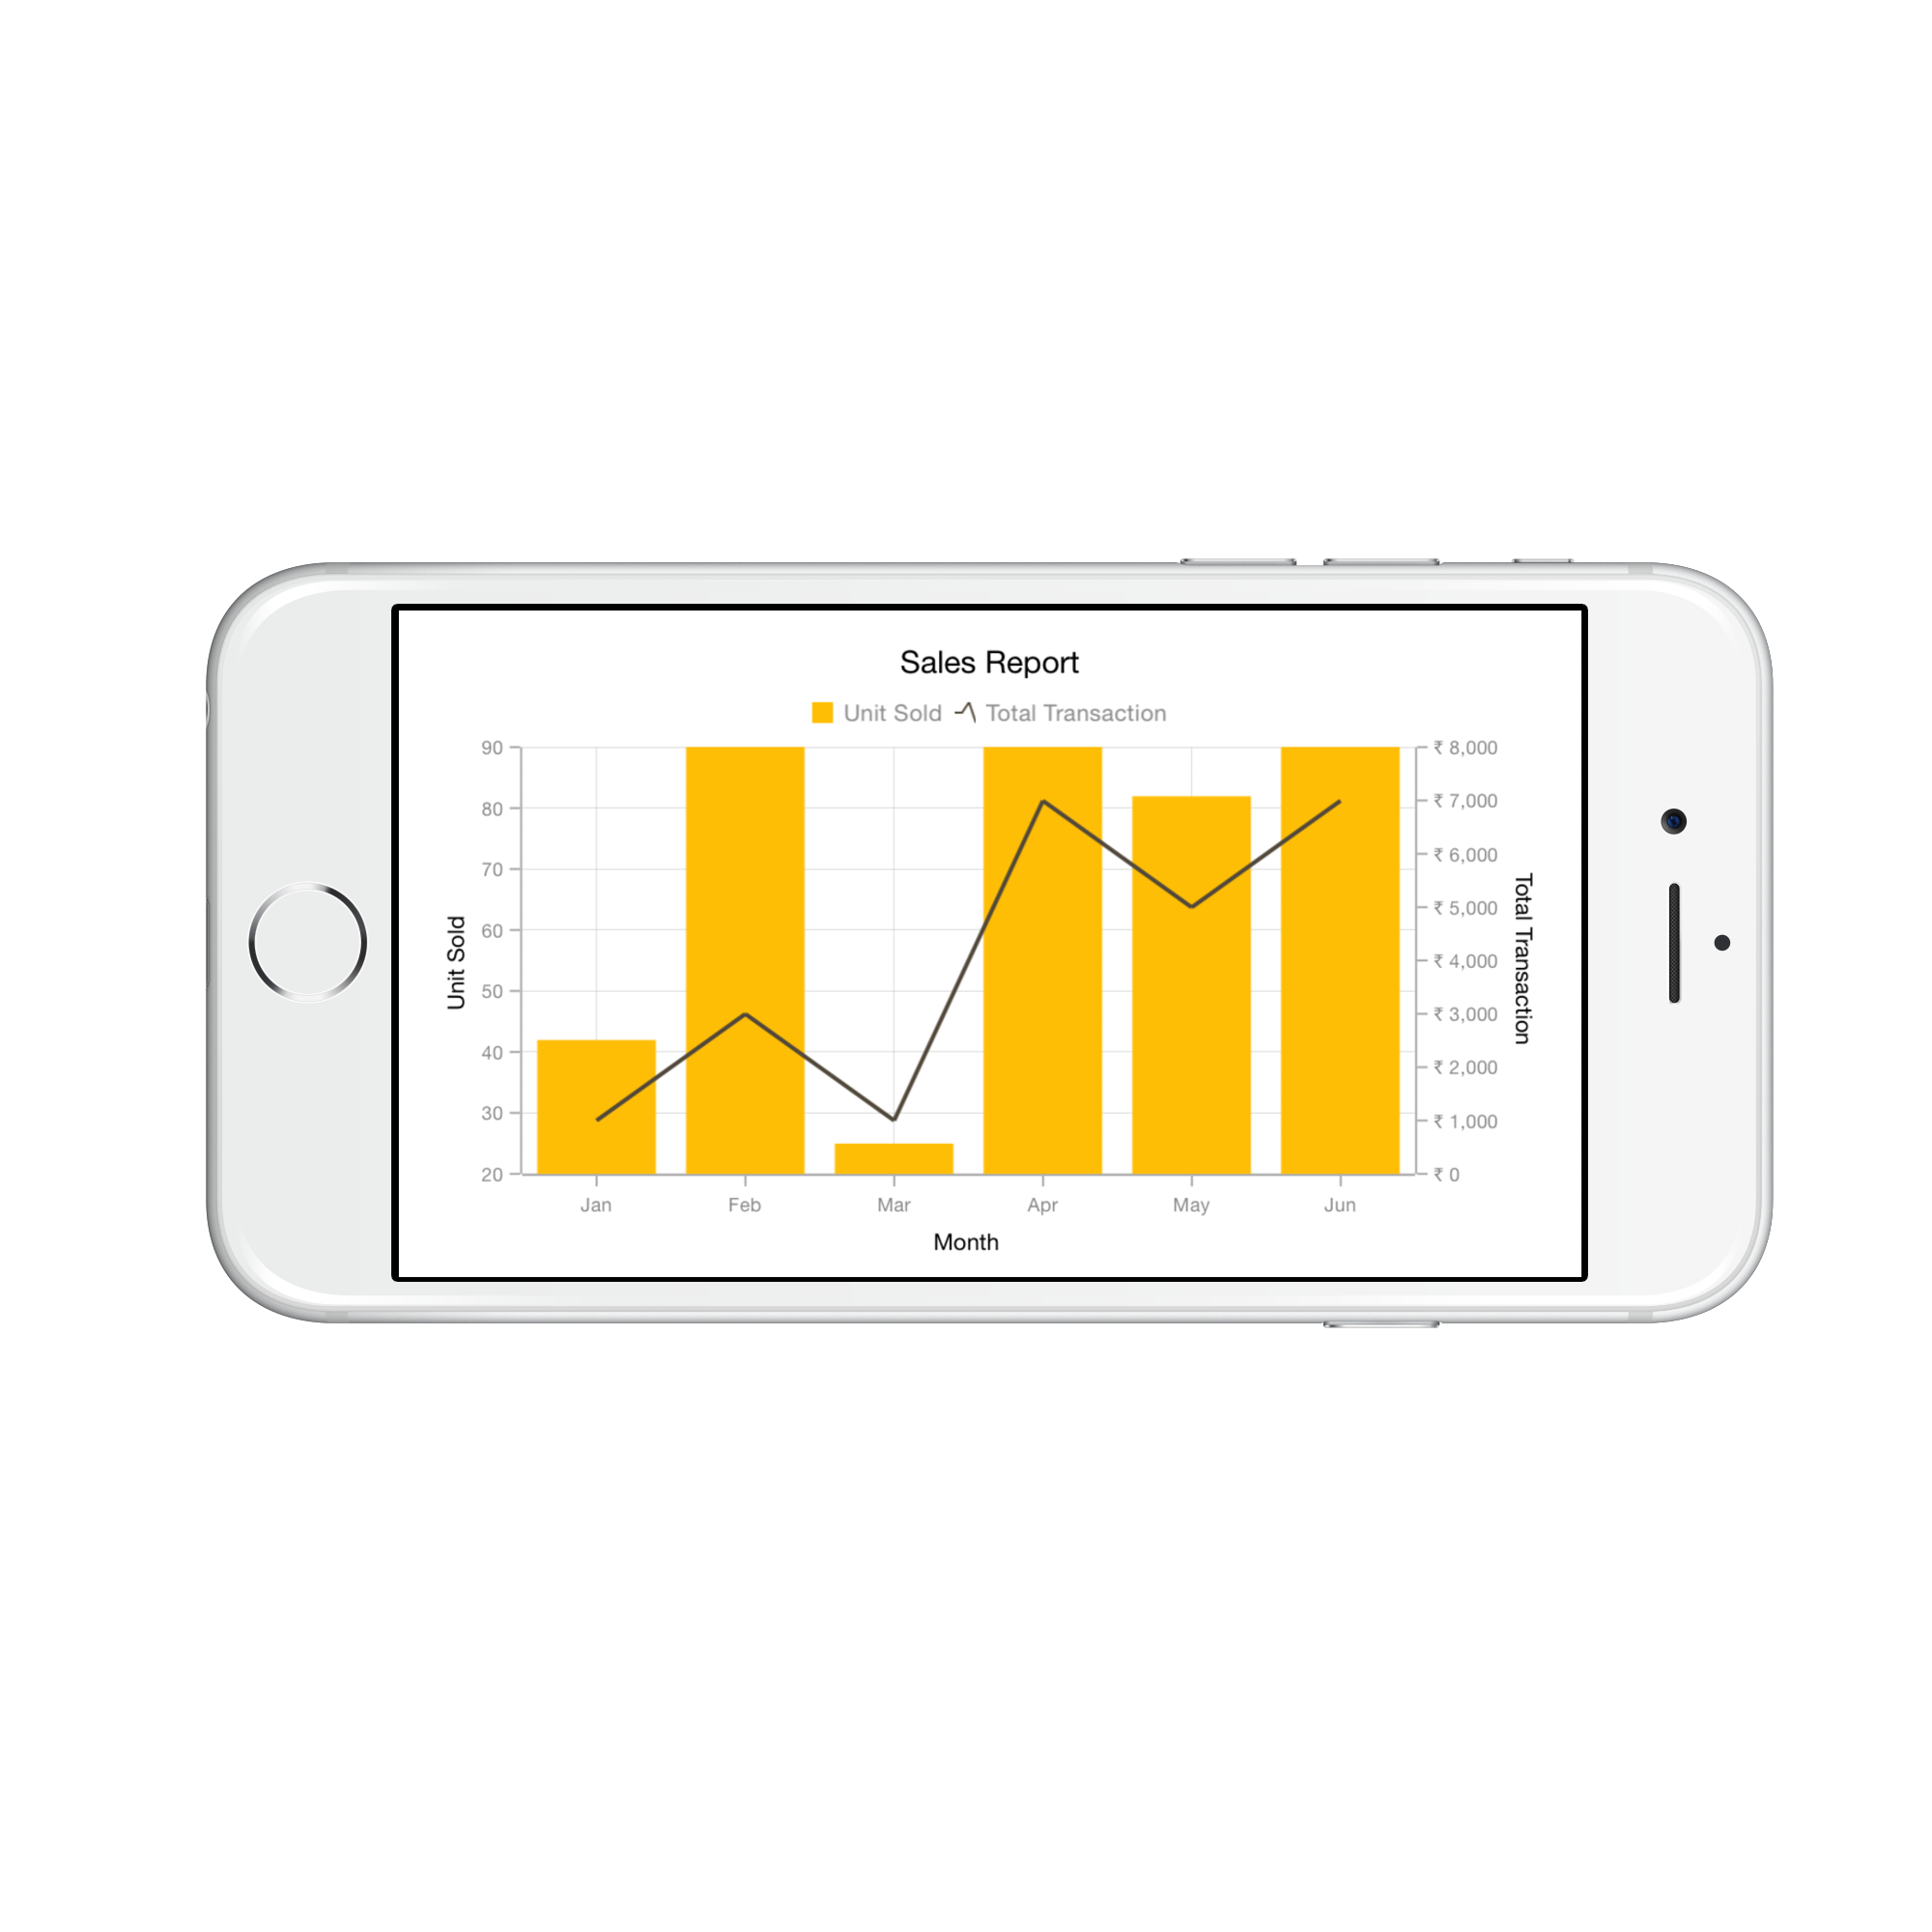 Sales Report
Unit Sold Total Transaction
90
80
70
60
50
40
30
20
Unit Sold
₹ 8,000
₹ 7,000
₹ 6,000
₹ 5,000
₹ 4,000
₹ 3,000
₹ 2,000
₹ 1,000
₹ 0
Total Transaction
Jan Feb Mar Apr May Jun
Month